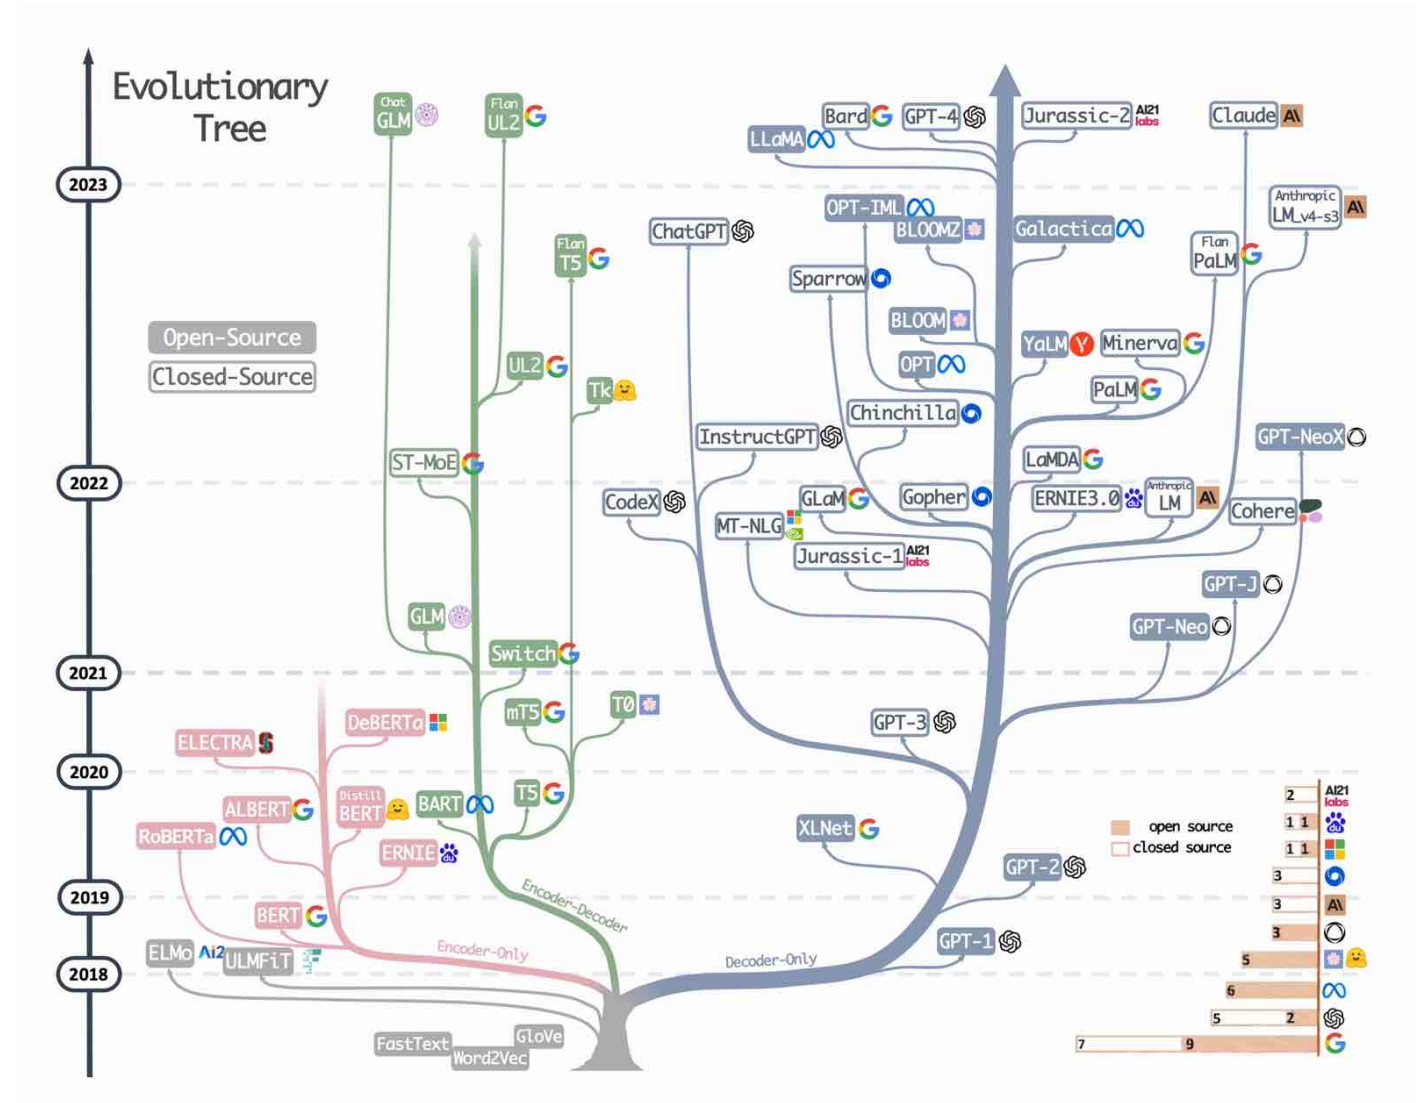 Evolutionary
Tree
Open-Source
Closed-Source
2023
2022
2021
2020
2019
2018
Chat
GLM
Flan
UL2
Flan
T5
UL2
Tk
ST-MoE
GLM
Switch
mT5
T0
T5
BART
Encoder-Decoder
DeBERTa
ELECTRA
Distill
BERT
ALBERT
RoBERTa
ERNIE
BERT
Encoder-Only
ELMo
Ai2
ULMFiT
FastText
Word2Vec
GloVe
Bard
GPT-4
Jurassic-2
AI21
labs
Claude
A\
LLaMA
Anthropic
LM_v4-s3
A\
OPT-IML
BLOOMZ
ChatGPT
Galactica
Flan
PaLM
Sparrow
BLOOM
YaLM
Minerva
OPT
PaLM
Chinchilla
InstructGPT
GPT-NeoX
LaMDA
CodeX
GLaM
Gopher
ERNIE3.0
du
Anthropic
LM
A\
Cohere
MT-NLG
Jurassic-1
AI21
labs
GPT-J
GPT-Neo
GPT-3
XLNet
GPT-2
GPT-1
Decoder-Only
open source
closed source
2
AI21
labs
1 1
du
1 1
3
3
A\
3
5
6
5 2
7 9